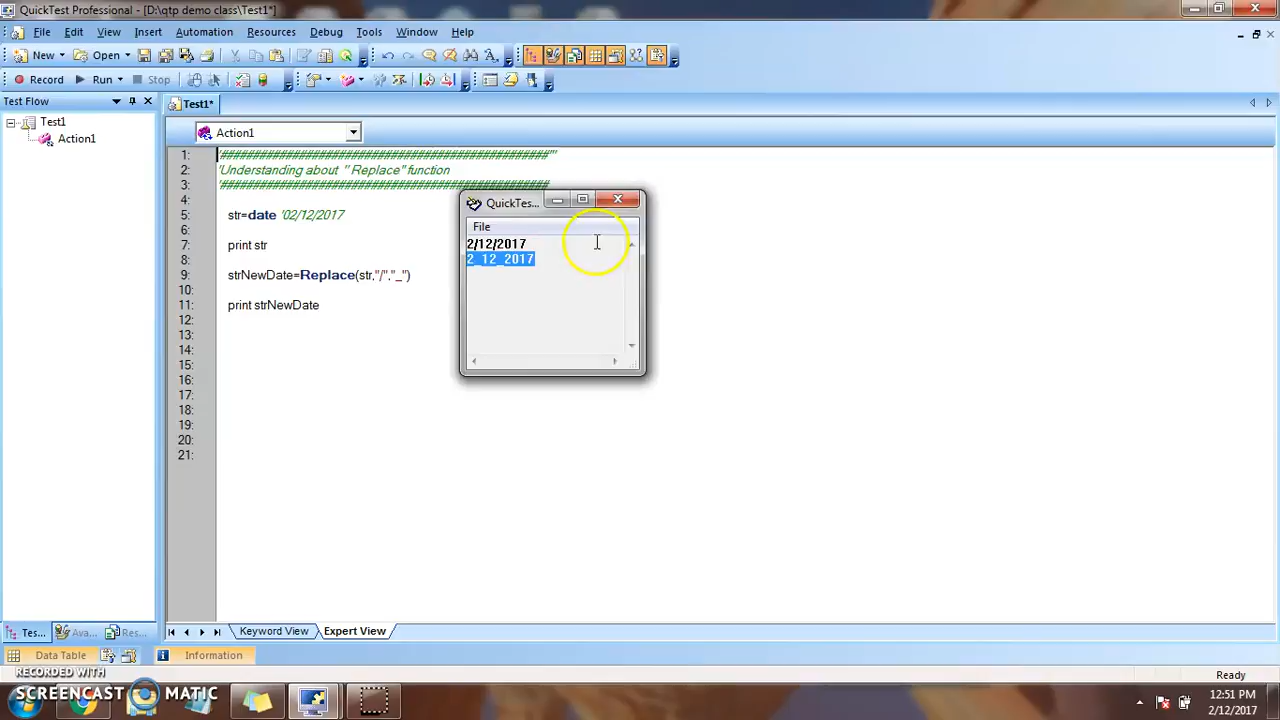 QuickTest Professional - [D:\qtp demo class\Test1*]
File Edit View Insert Automation Resources Debug Tools Window Help
New Open
Record Run Stop
Test Flow
Test1*
Test1
Action1
Action1
1: '##################################################'"
2: 'Understanding about " Replace" function
3: '##################################################
4:
5: str=date '02/12/2017
6:
7: print str
8:
9: strNewDate=Replace(str,"/","_")
10:
11: print strNewDate
12:
13:
14:
15:
16:
17:
18:
19:
20:
21:
QuickTes...
File
2/12/2017
2_12_2017
Keyword View Expert View
Tes... Ava... Res...
Data Table Information
Ready
RECORDED WITH
SCREENCAST MATIC
12:51 PM
2/12/2017